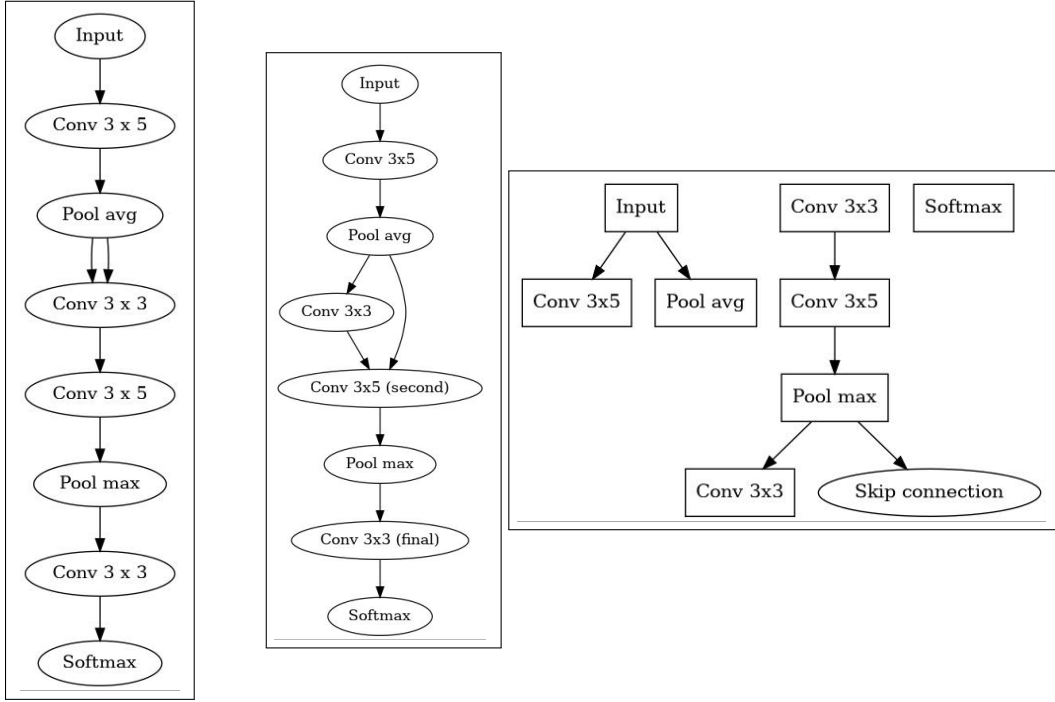 Input
Conv 3 x 5
Pool avg
Conv 3 x 3
Conv 3 x 5
Pool max
Conv 3 x 3
Softmax
Input
Conv 3x5
Pool avg
Conv 3x3
Conv 3x5 (second)
Pool max
Conv 3x3 (final)
Softmax
Input
Conv 3x3
Softmax
Conv 3x5
Pool avg
Conv 3x5
Pool max
Conv 3x3
Skip connection